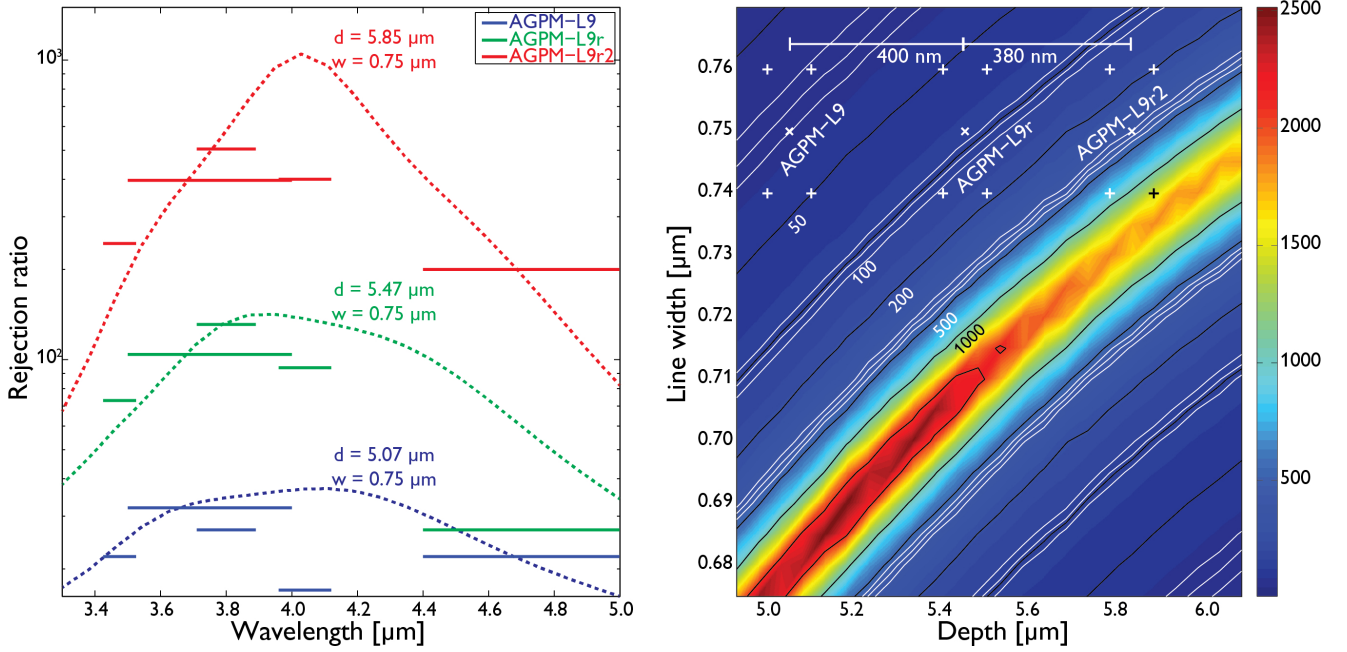 AGPM–L9
AGPM–L9r
AGPM–L9r2
d = 5.85 µm
w = 0.75 µm
d = 5.47 µm
w = 0.75 µm
d = 5.07 µm
w = 0.75 µm
10³
10²
Rejection ratio
3.4 3.6 3.8 4.0 4.2 4.4 4.6 4.8 5.0
Wavelength [µm]
400 nm
380 nm
AGPM–L9
AGPM–L9r
AGPM–L9r2
50
100
200
500
1000
0.76
0.75
0.74
0.73
0.72
0.71
0.70
0.69
0.68
Line width [µm]
5.0 5.2 5.4 5.6 5.8 6.0
Depth [µm]
2500
2000
1500
1000
500